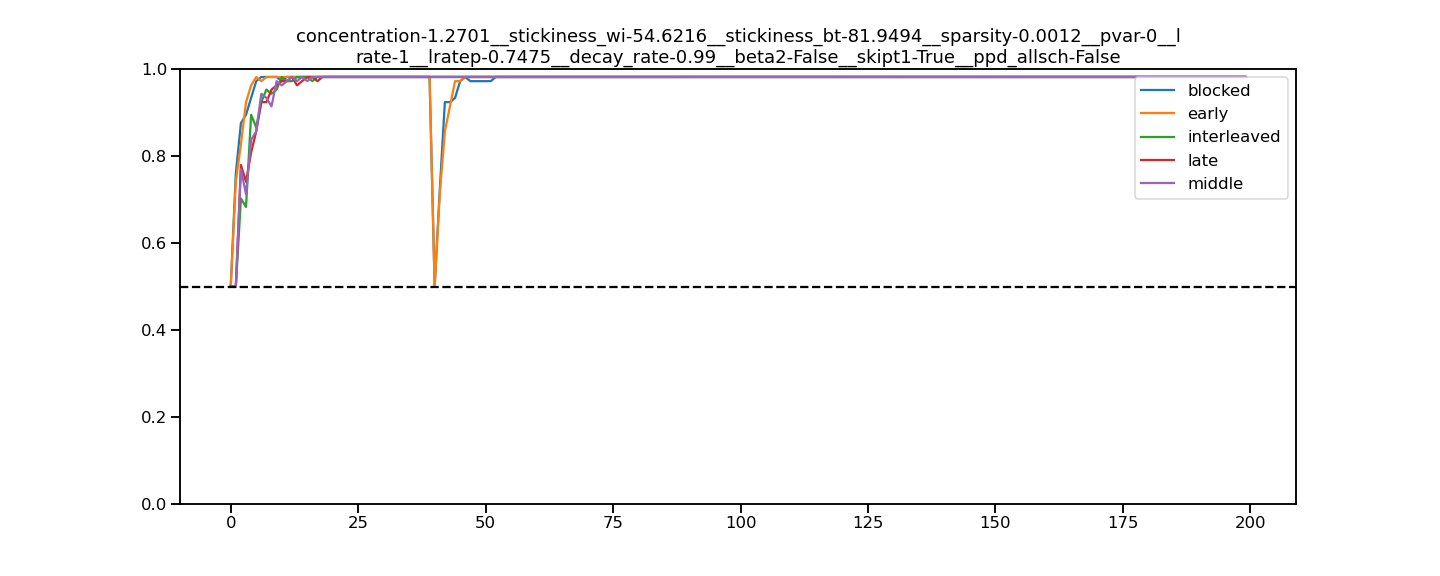 concentration-1.2701__stickiness_wi-54.6216__stickiness_bt-81.9494__sparsity-0.0012__pvar-0__l
rate-1__lratep-0.7475__decay_rate-0.99__beta2-False__skipt1-True__ppd_allsch-False
1.0
0.8
0.6
0.4
0.2
0.0
blocked
early
interleaved
late
middle
0 25 50 75 100 125 150 175 200